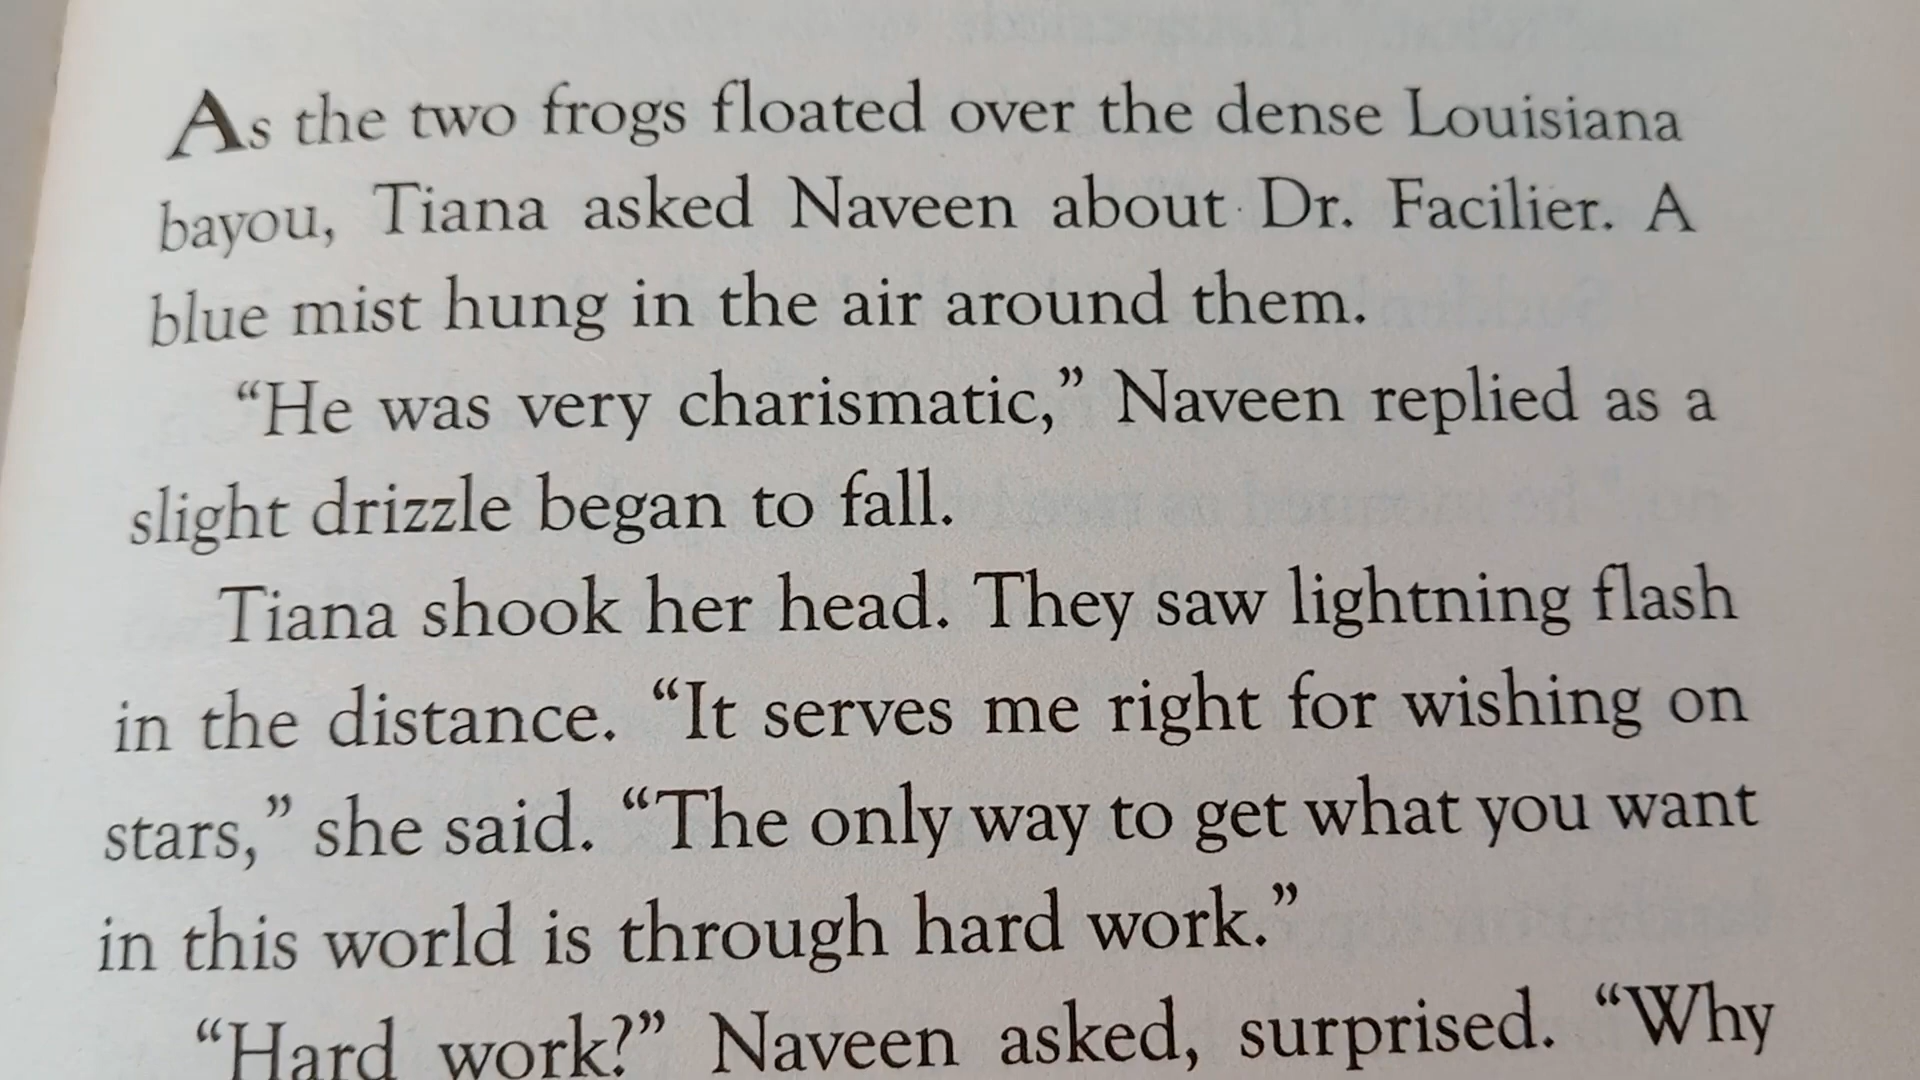 As the two frogs floated over the dense Louisiana
bayou, Tiana asked Naveen about Dr. Facilier. A
blue mist hung in the air around them.
“He was very charismatic,” Naveen replied as a
slight drizzle began to fall.
Tiana shook her head. They saw lightning flash
in the distance. “It serves me right for wishing on
stars,” she said. “The only way to get what you want
in this world is through hard work.”
“Hard work?” Naveen asked, surprised. “Why